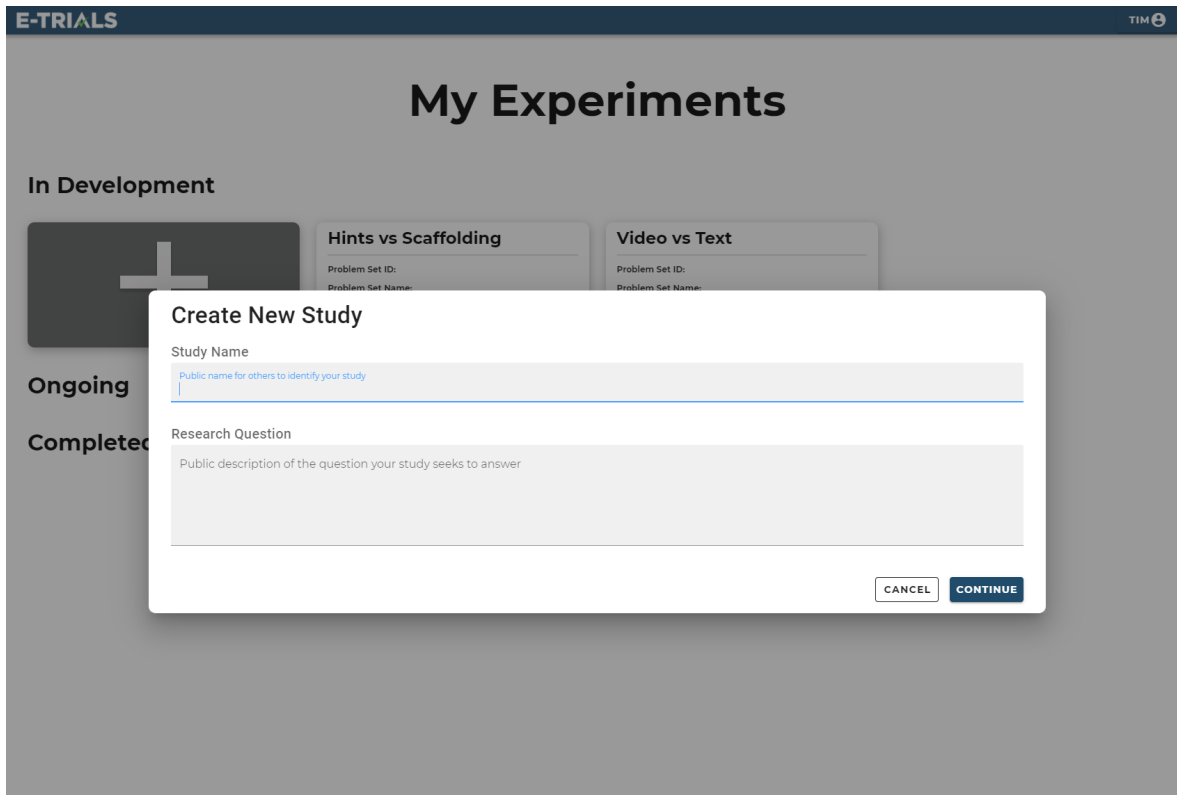 E-TRIALS
TIM
My Experiments
In Development
Hints vs Scaffolding
Problem Set ID:
Problem Set Name:
Video vs Text
Problem Set ID:
Problem Set Name:
Ongoing
Completed
Create New Study
Study Name
Public name for others to identify your study
Research Question
Public description of the question your study seeks to answer
CANCEL
CONTINUE